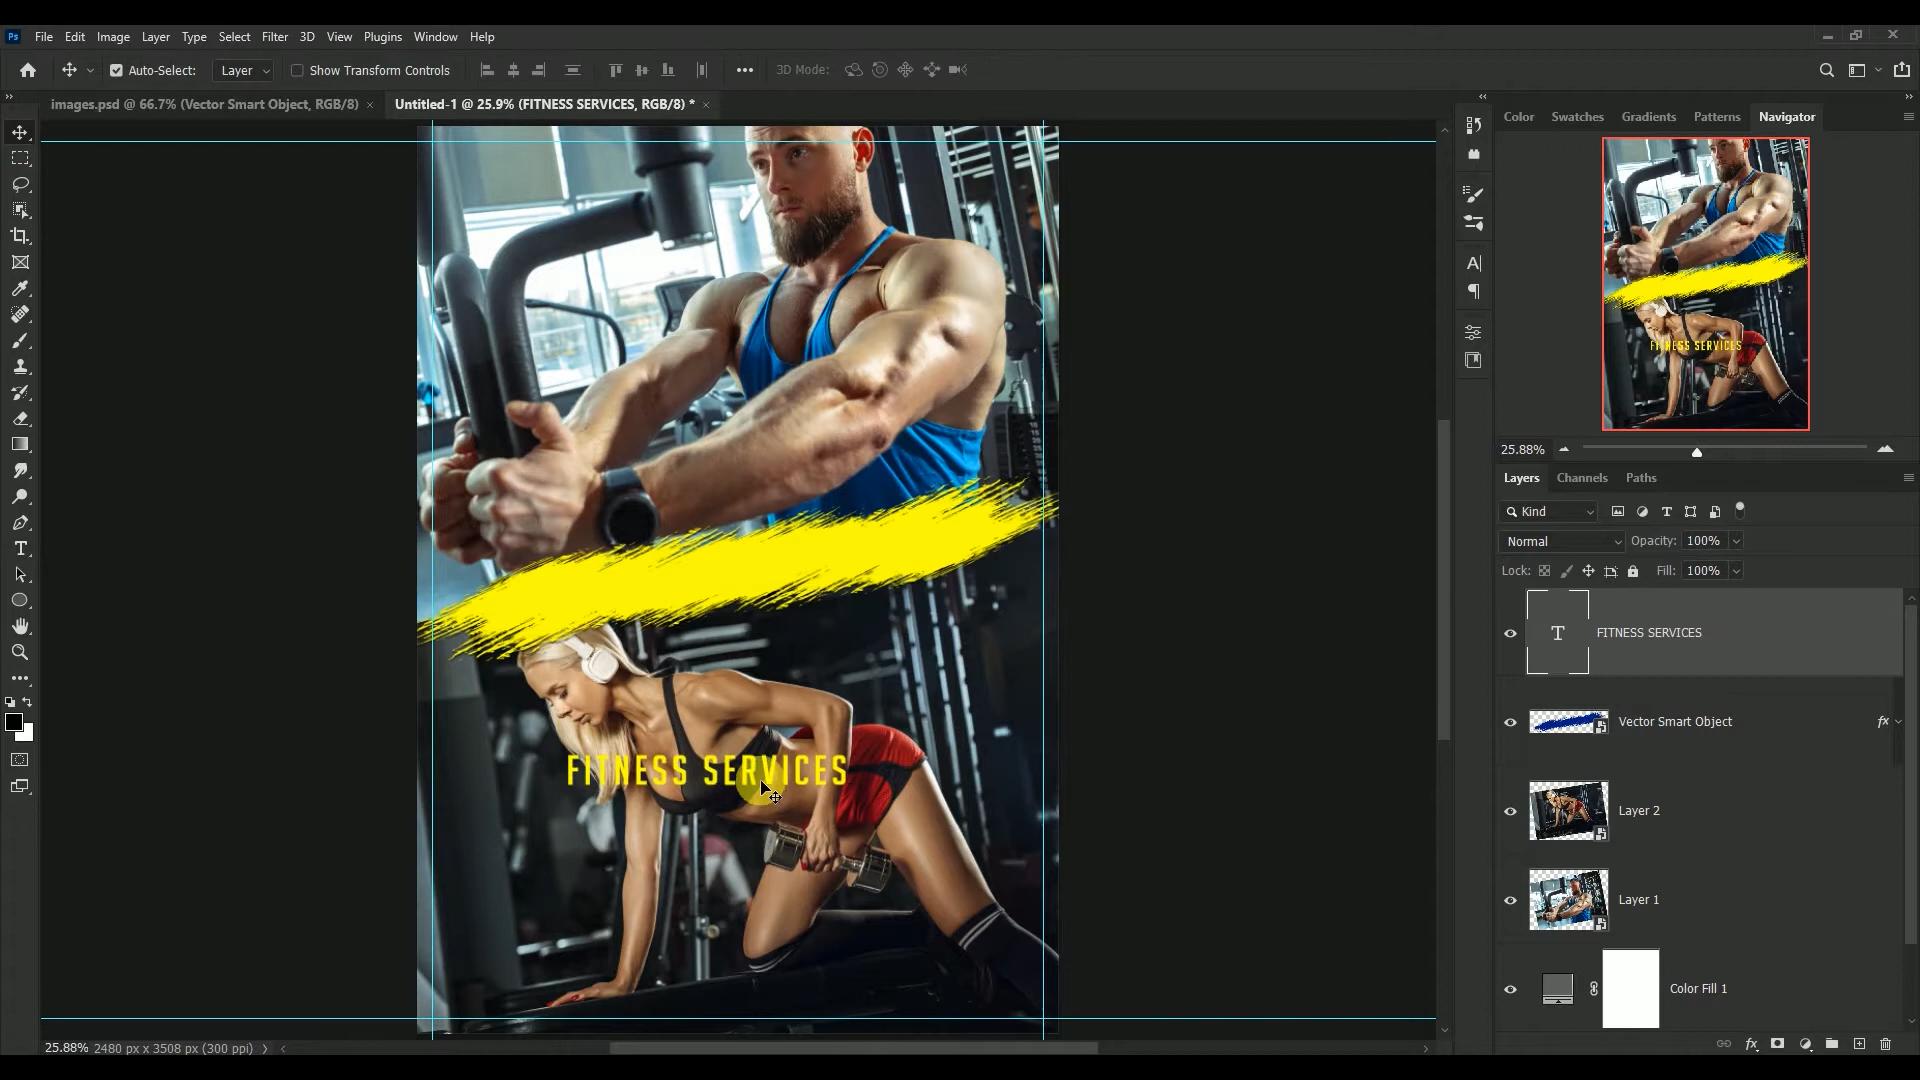 Ps File Edit Image Layer Type Select Filter 3D View Plugins Window Help
Auto-Select: Layer Show Transform Controls 3D Mode:
images.psd @ 66.7% (Vector Smart Object, RGB/8) × Untitled-1 @ 25.9% (FITNESS SERVICES, RGB/8) * ×
Color Swatches Gradients Patterns Navigator
FITNESS SERVICES
25.88%
Layers Channels Paths
Kind
Normal Opacity: 100%
Lock: Fill: 100%
FITNESS SERVICES
Vector Smart Object fx
Layer 2
Layer 1
Color Fill 1
FITNESS SERVICES
25.88% 2480 px x 3508 px (300 ppi)